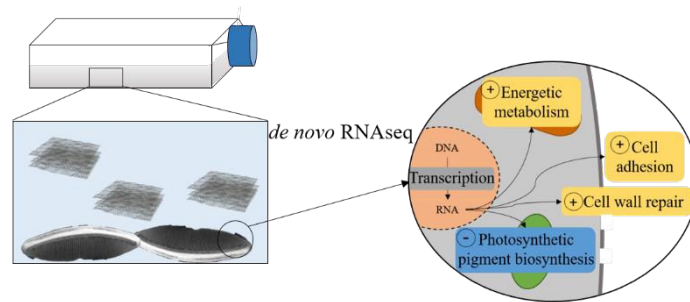 de novo RNAseq
DNA
Transcription
RNA
+ Energetic
metabolism
+ Cell
adhesion
+ Cell wall repair
- Photosynthetic
pigment biosynthesis